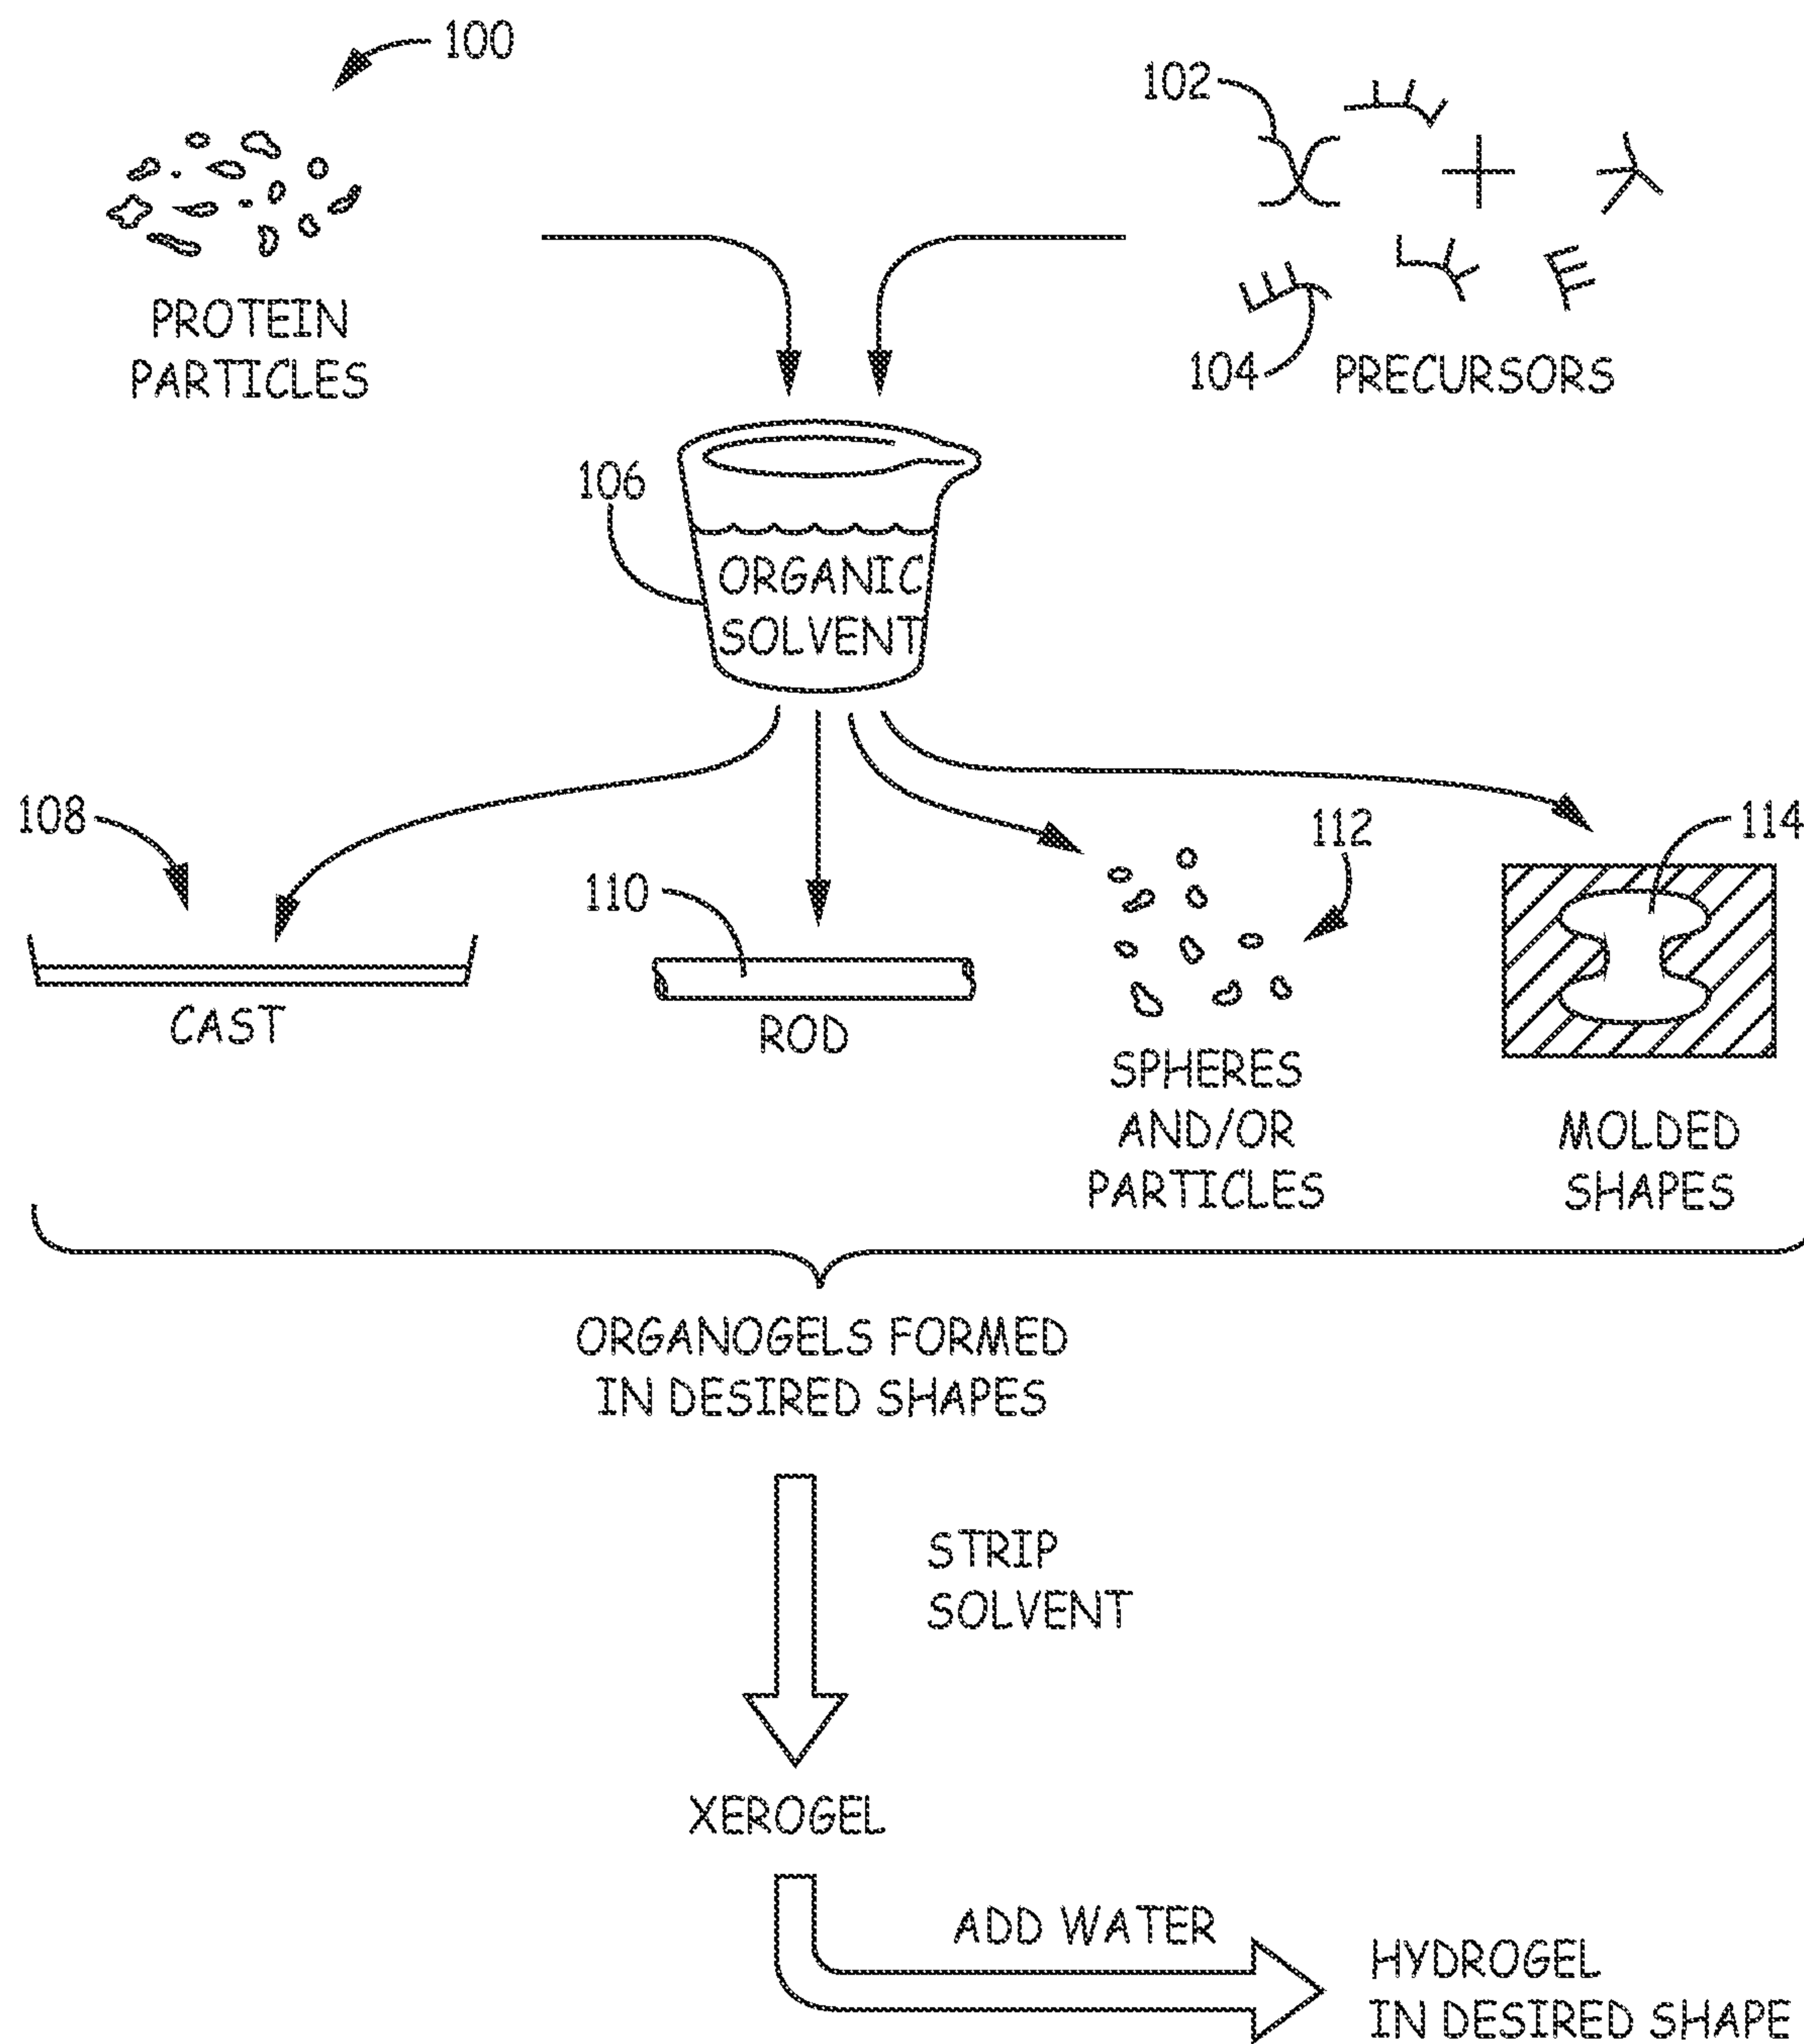 100
102
PROTEIN
PARTICLES
104
PRECURSORS
106
ORGANIC
SOLVENT
108
110
112
114
CAST
ROD
SPHERES
AND/OR
PARTICLES
MOLDED
SHAPES
ORGANOGELS FORMED
IN DESIRED SHAPES
STRIP
SOLVENT
XEROGEL
ADD WATER
HYDROGEL
IN DESIRED SHAPE